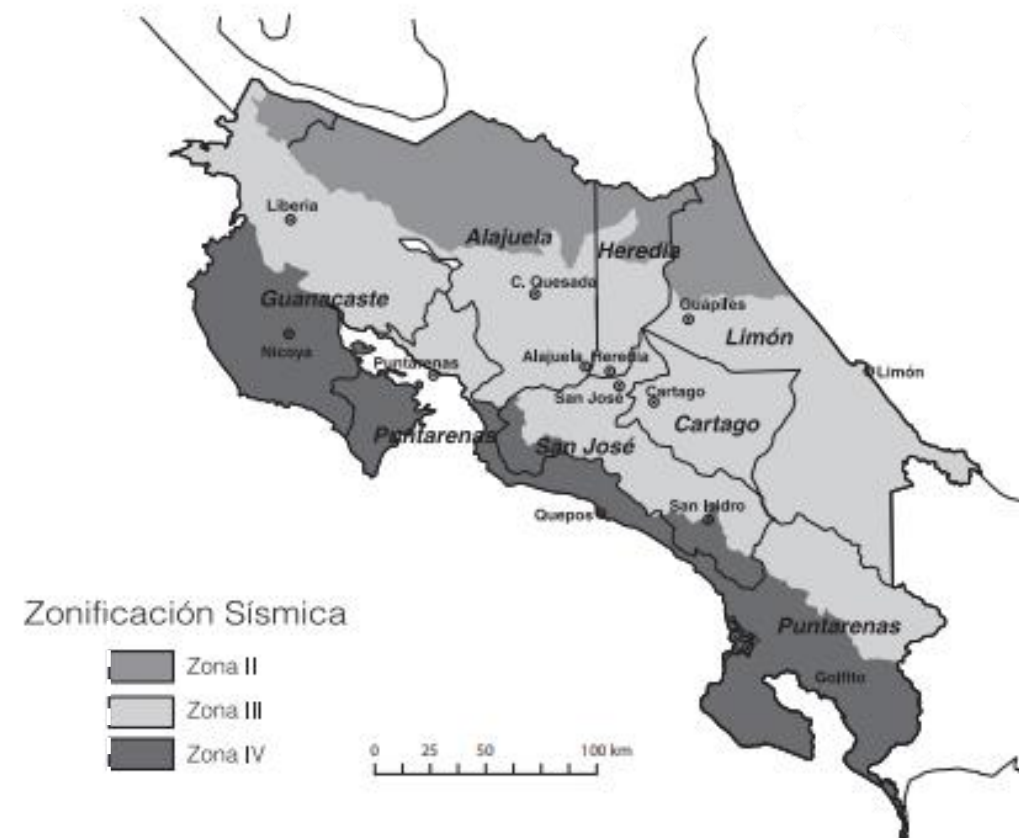 Liberia
Alajuela
Heredia
C. Quesada
Guanacaste
Guápiles
Limón
Nicoya
Puntarenas
Alajuela
Heredia
Limón
San José
Cartago
Cartago
Puntarenas
San José
Quepos
San Isidro
Zonificación Sísmica
Puntarenas
Zona II
Golfito
Zona III
Zona IV
0 25 50 100 km